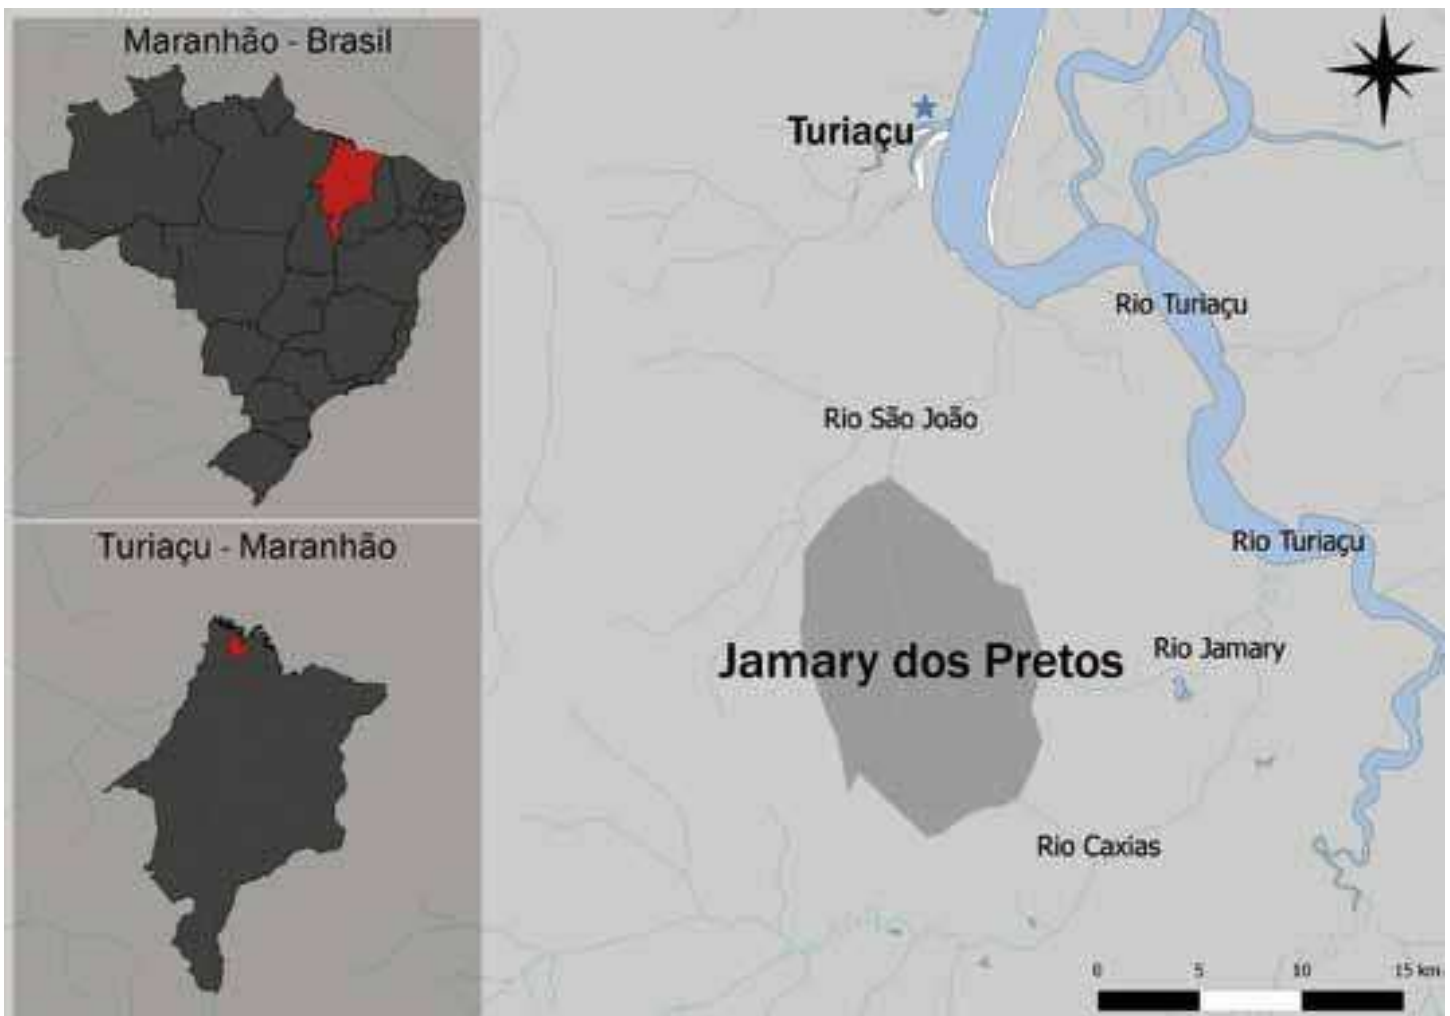 Maranhão - Brasil
Turiaçu - Maranhão
Turiaçu
Rio Turiaçu
Rio São João
Rio Turiaçu
Jamary dos Pretos
Rio Jamary
Rio Caxias
0 5 10 15 km